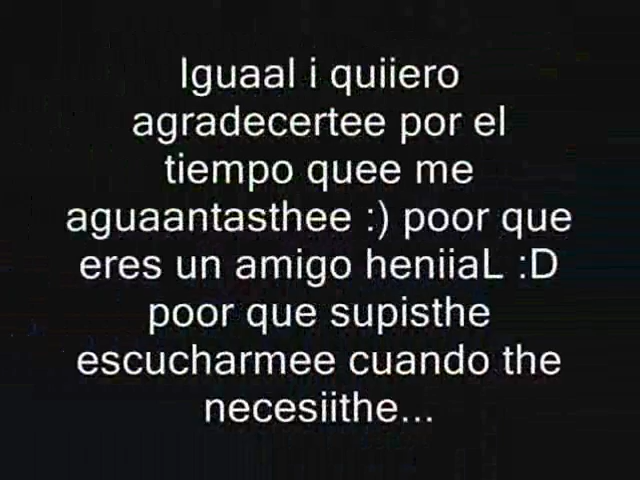 Iguaal i quiiero
agradecertee por el
tiempo quee me
aguaantasthee :) poor que
eres un amigo heniiaL :D
poor que supisthe
escucharmee cuando the
necesiithe...